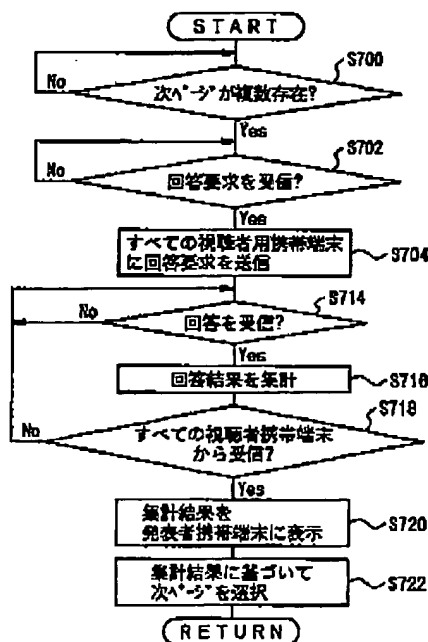 START
S700
次ページが複数存在?
No
Yes
S702
回答要求を受信?
No
Yes
すべての視聴者用携帯端末
に回答要求を送信
S704
S714
No
回答を受信?
Yes
回答結果を集計
S716
S718
No
すべての視聴者携帯端末
から受信?
Yes
集計結果を
発表者携帯端末に表示
S720
集計結果に基づいて
次ページを選択
S722
RETURN